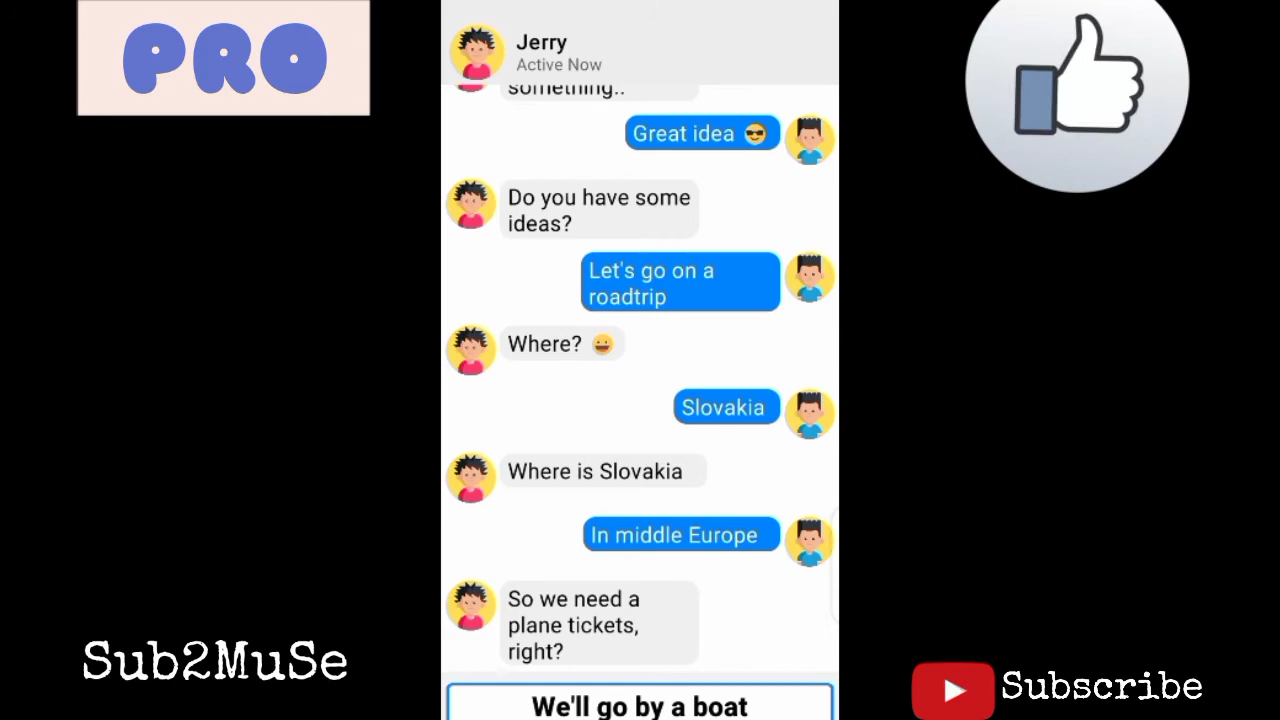 PRO
Jerry
Active Now
something..
Great idea 😎
Do you have some
ideas?
Let's go on a
roadtrip
Where? 😀
Slovakia
Where is Slovakia
In middle Europe
So we need a
plane tickets,
right?
We'll go by a boat
Sub2MuSe
Subscribe